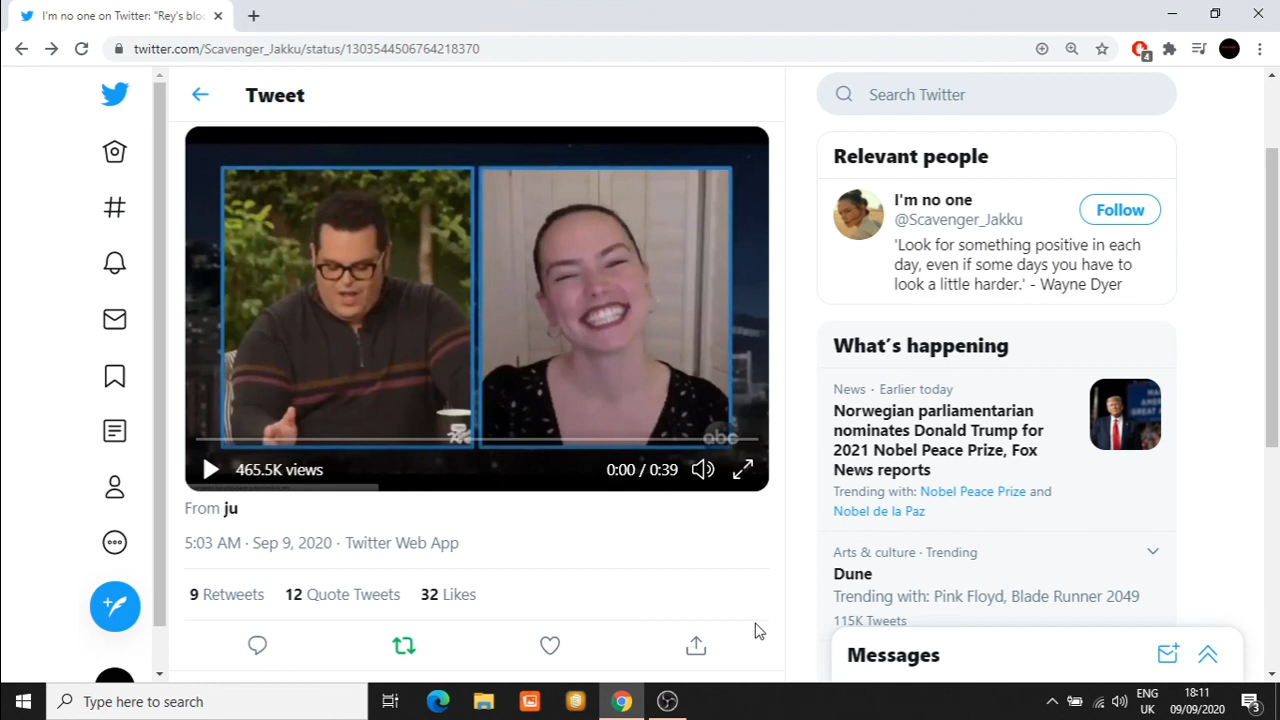 I'm no one on Twitter: "Rey's bloo
twitter.com/Scavenger_Jakku/status/1303544506764218370
4
Tweet
Search Twitter
Relevant people
I'm no one
@Scavenger_Jakku
Follow
'Look for something positive in each
day, even if some days you have to
look a little harder.' - Wayne Dyer
What's happening
News · Earlier today
Norwegian parliamentarian
nominates Donald Trump for
2021 Nobel Peace Prize, Fox
News reports
Trending with: Nobel Peace Prize and
Nobel de la Paz
Arts & culture · Trending
Dune
Trending with: Pink Floyd, Blade Runner 2049
115K Tweets
Messages
abc
465.5K views
0:00 / 0:39
From ju
5:03 AM · Sep 9, 2020 · Twitter Web App
9 Retweets 12 Quote Tweets 32 Likes
Type here to search
ENG
UK
18:11
09/09/2020
3